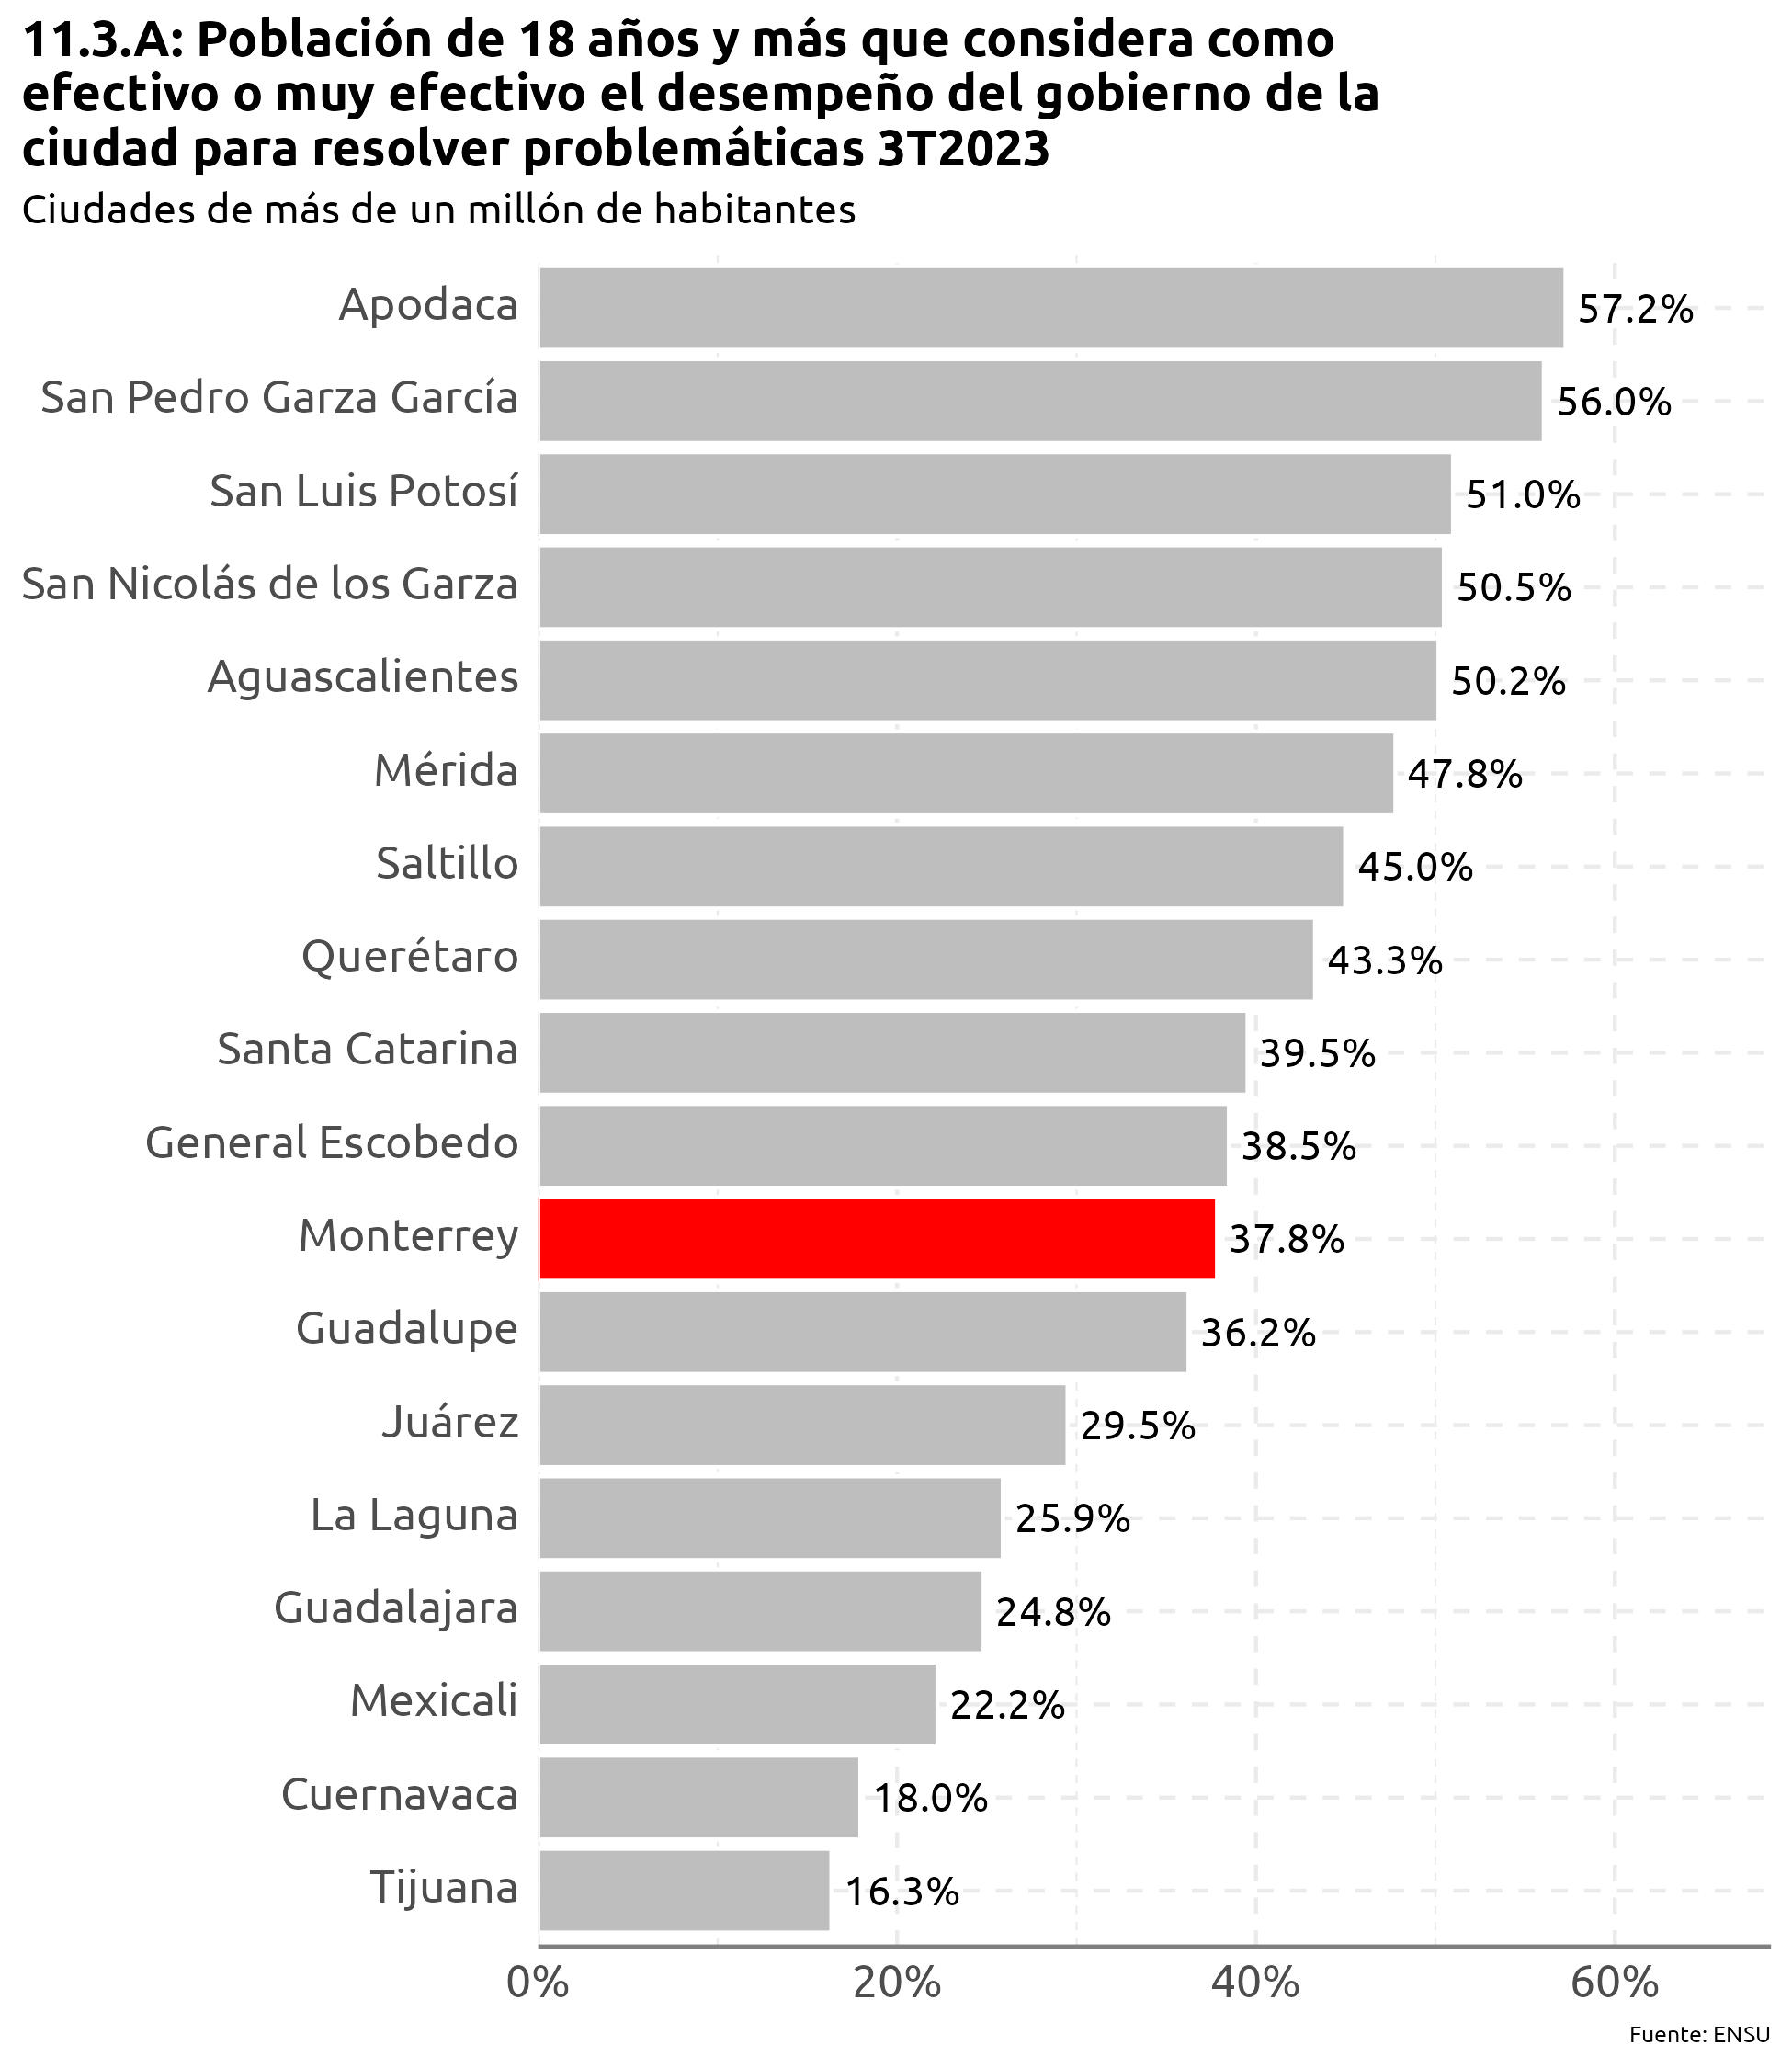 11.3.A: Población de 18 años y más que considera como
efectivo o muy efectivo el desempeño del gobierno de la
ciudad para resolver problemáticas 3T2023
Ciudades de más de un millón de habitantes
Apodaca 57.2%
San Pedro Garza García 56.0%
San Luis Potosí 51.0%
San Nicolás de los Garza 50.5%
Aguascalientes 50.2%
Mérida 47.8%
Saltillo 45.0%
Querétaro 43.3%
Santa Catarina 39.5%
General Escobedo 38.5%
Monterrey 37.8%
Guadalupe 36.2%
Juárez 29.5%
La Laguna 25.9%
Guadalajara 24.8%
Mexicali 22.2%
Cuernavaca 18.0%
Tijuana 16.3%
0% 20% 40% 60%
Fuente: ENSU